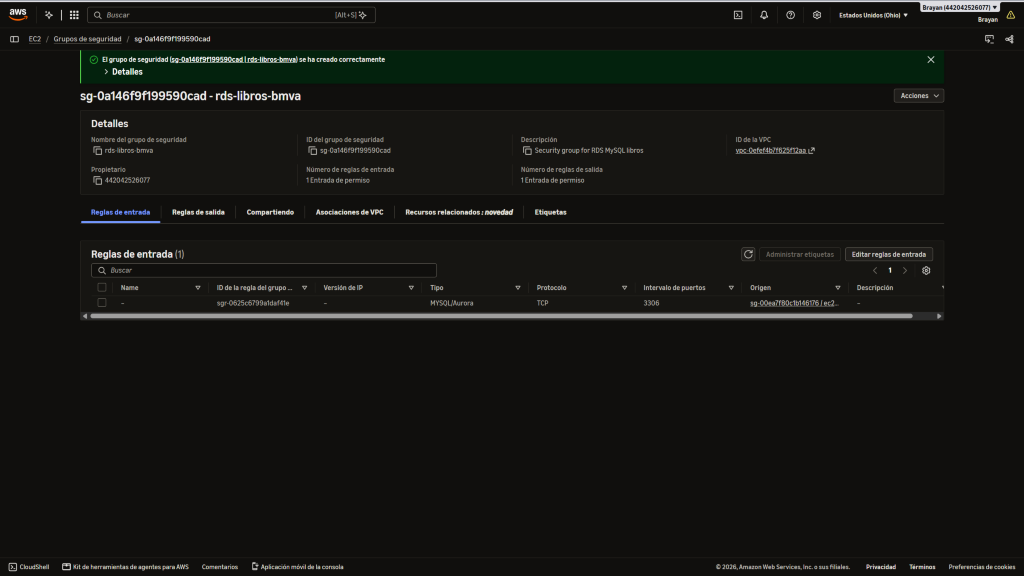 aws
Buscar [Alt+S]
Estados Unidos (Ohio) ▼
Brayan (442042526077) ▼
Brayan
EC2 / Grupos de seguridad / sg-0a146f9f199590cad
El grupo de seguridad (sg-0a146f9f199590cad | rds-libros-bmva) se ha creado correctamente
Detalles
sg-0a146f9f199590cad - rds-libros-bmva
Acciones
Detalles
Nombre del grupo de seguridad
rds-libros-bmva
ID del grupo de seguridad
sg-0a146f9f199590cad
Descripción
Security group for RDS MySQL libros
ID de la VPC
vpc-0efef4b7f625f12aa
Propietario
442042526077
Número de reglas de entrada
1 Entrada de permiso
Número de reglas de salida
1 Entrada de permiso
Reglas de entrada Reglas de salida Compartiendo Asociaciones de VPC Recursos relacionados : novedad Etiquetas
Reglas de entrada (1)
Administrar etiquetas Editar reglas de entrada
Buscar
1
Name ID de la regla del grupo ... Versión de IP Tipo Protocolo Intervalo de puertos Origen Descripción
– sgr-0625c6799a1daf41e – MYSQL/Aurora TCP 3306 sg-00ea7f80c1b146176 / ec2... –
CloudShell Kit de herramientas de agentes para AWS Comentarios Aplicación móvil de la consola
© 2026, Amazon Web Services, Inc. o sus filiales. Privacidad Términos Preferencias de cookies